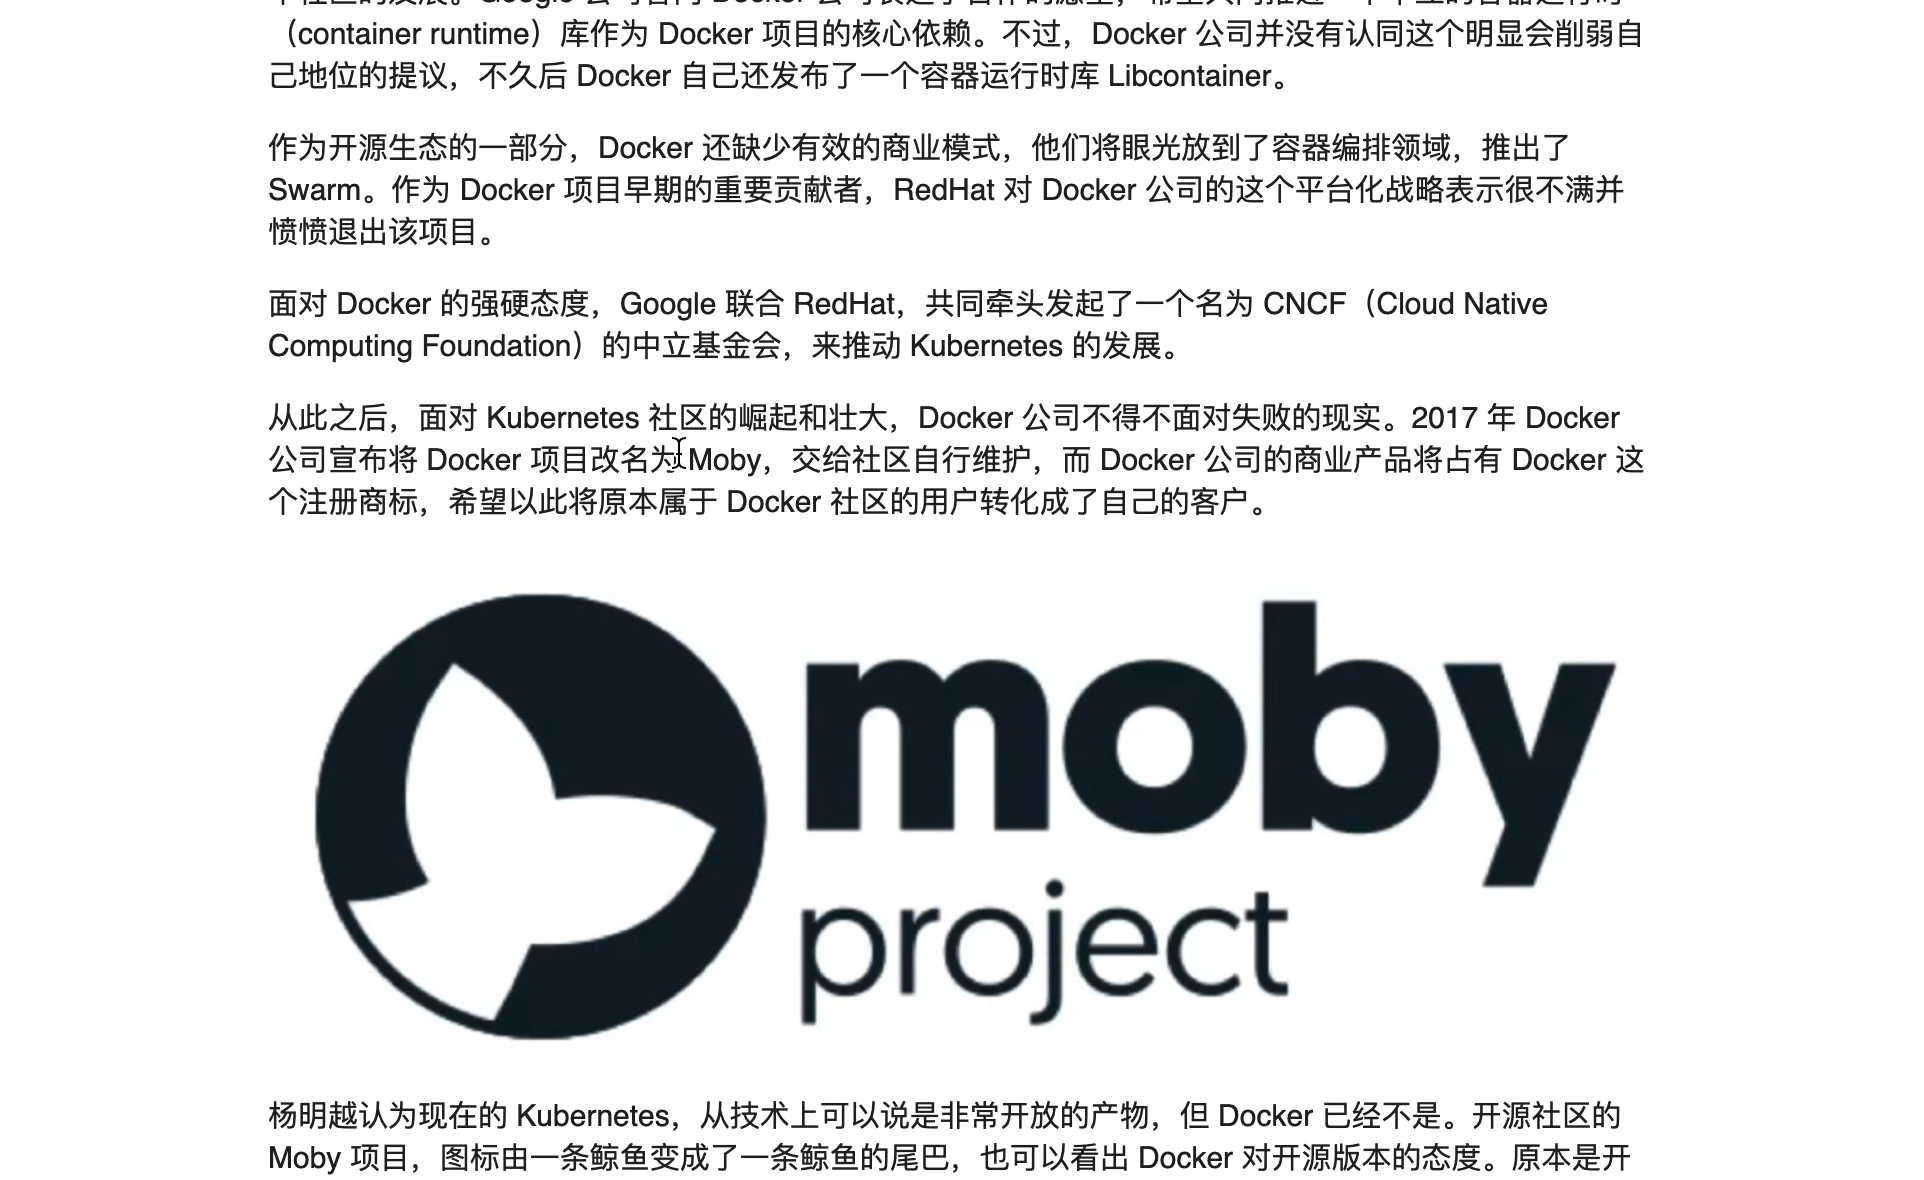 （container runtime）库作为 Docker 项目的核心依赖。不过，Docker 公司并没有认同这个明显会削弱自
己地位的提议，不久后 Docker 自己还发布了一个容器运行时库 Libcontainer。
作为开源生态的一部分，Docker 还缺少有效的商业模式，他们将眼光放到了容器编排领域，推出了
Swarm。作为 Docker 项目早期的重要贡献者，RedHat 对 Docker 公司的这个平台化战略表示很不满并
愤愤退出该项目。
面对 Docker 的强硬态度，Google 联合 RedHat，共同牵头发起了一个名为 CNCF（Cloud Native
Computing Foundation）的中立基金会，来推动 Kubernetes 的发展。
从此之后，面对 Kubernetes 社区的崛起和壮大，Docker 公司不得不面对失败的现实。2017 年 Docker
公司宣布将 Docker 项目改名为 Moby，交给社区自行维护，而 Docker 公司的商业产品将占有 Docker 这
个注册商标，希望以此将原本属于 Docker 社区的用户转化成了自己的客户。
moby
project
杨明越认为现在的 Kubernetes，从技术上可以说是非常开放的产物，但 Docker 已经不是。开源社区的
Moby 项目，图标由一条鲸鱼变成了一条鲸鱼的尾巴，也可以看出 Docker 对开源版本的态度。原本是开